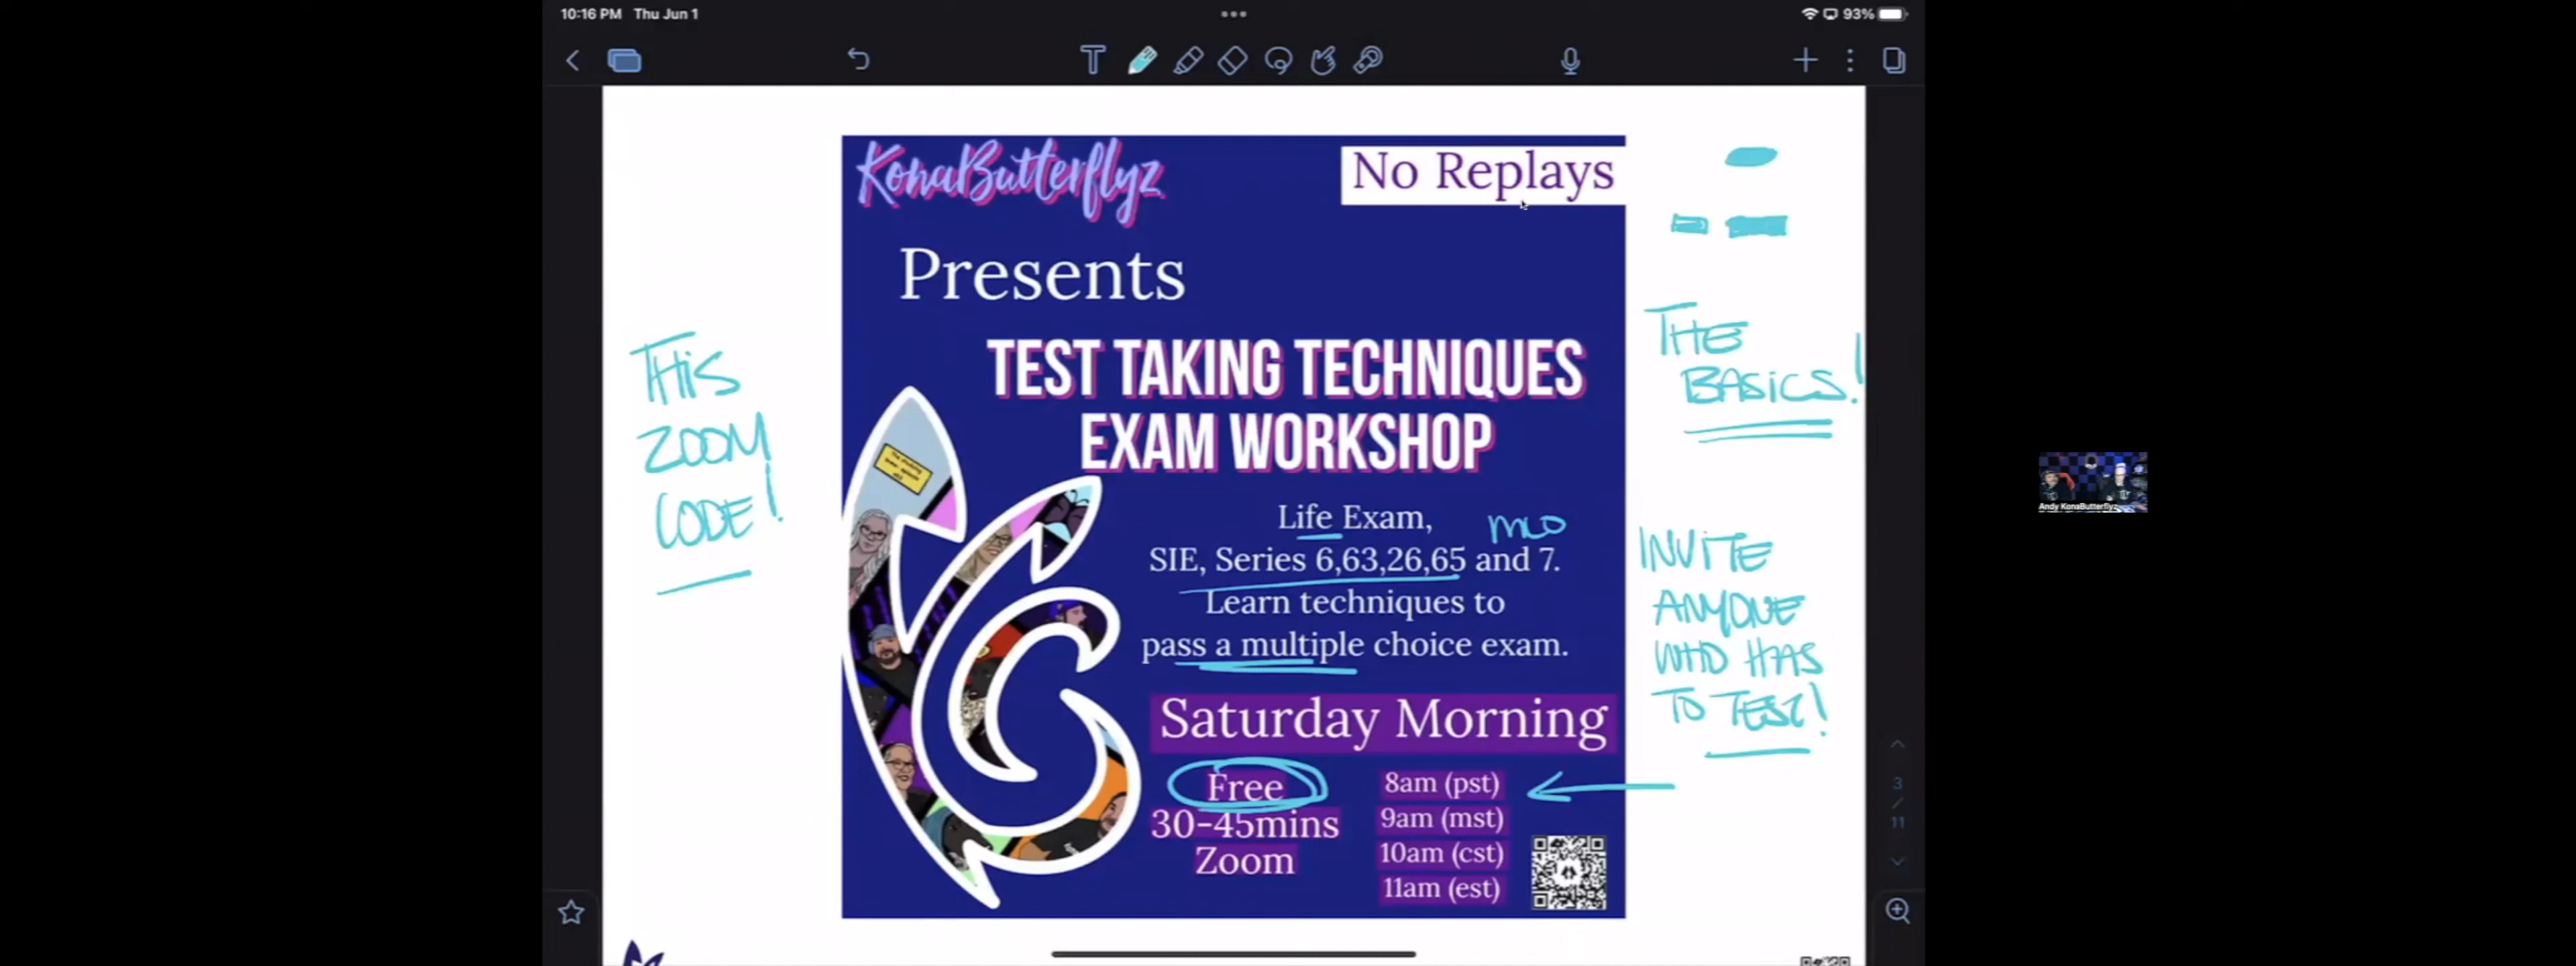 10:16 PM Thu Jun 1
93%
KonaButterflyz
No Replays
Presents
TEST TAKING TECHNIQUES
EXAM WORKSHOP
Life Exam,
MLO
SIE, Series 6,63,26,65 and 7.
Learn techniques to
pass a multiple choice exam.
Saturday Morning
Free
30-45mins
Zoom
8am (pst)
9am (mst)
10am (cst)
11am (est)
THIS
ZOOM
CODE!
THE
BASICS!
INVITE
ANYONE
WHO HAS
TO TEST!
3
/
11
Andy KonaButterflyz